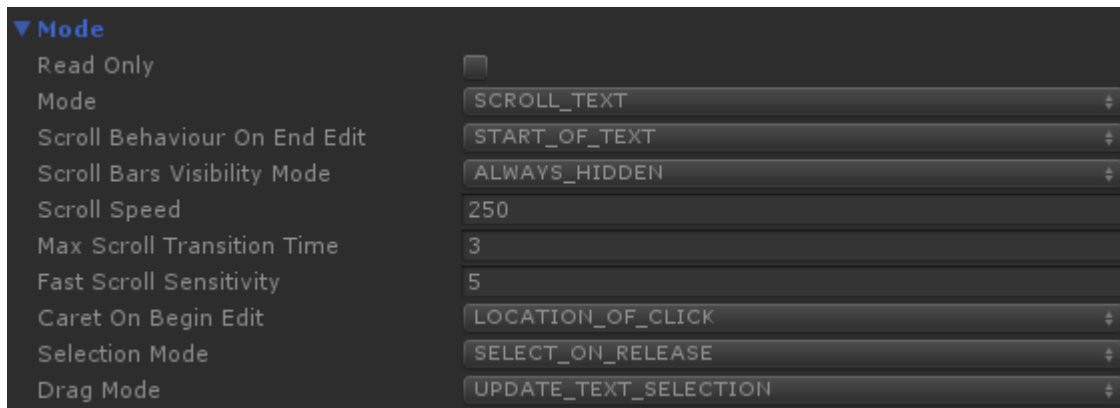 Mode
Read Only
Mode SCROLL_TEXT
Scroll Behaviour On End Edit START_OF_TEXT
Scroll Bars Visibility Mode ALWAYS_HIDDEN
Scroll Speed 250
Max Scroll Transition Time 3
Fast Scroll Sensitivity 5
Caret On Begin Edit LOCATION_OF_CLICK
Selection Mode SELECT_ON_RELEASE
Drag Mode UPDATE_TEXT_SELECTION